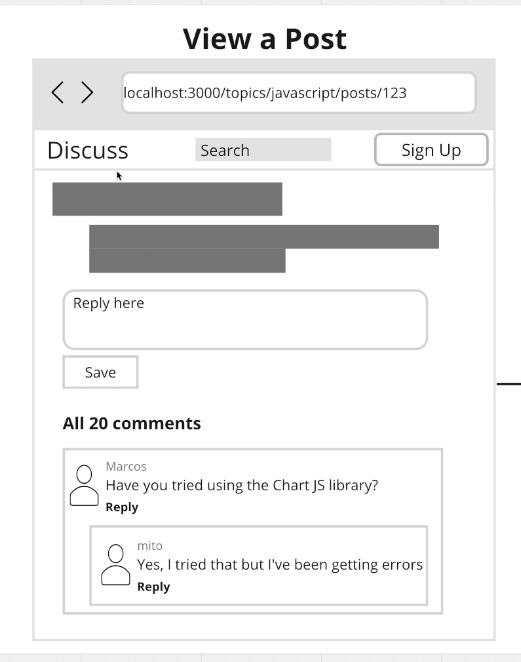 View a Post
localhost:3000/topics/javascript/posts/123
Discuss
Search
Sign Up
Reply here
Save
All 20 comments
Marcos
Have you tried using the Chart JS library?
Reply
mito
Yes, I tried that but I've been getting errors
Reply